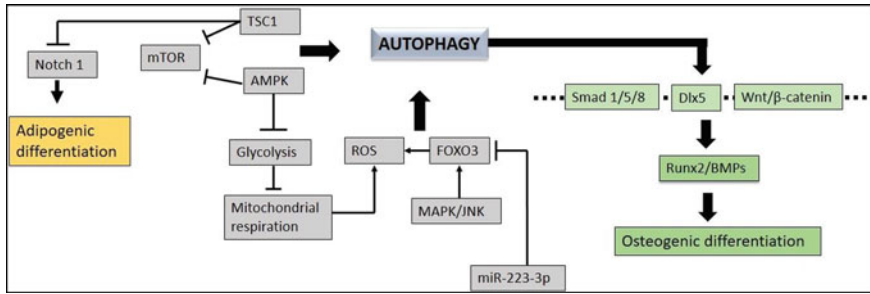 TSC1
Notch 1
mTOR
AUTOPHAGY
AMPK
Smad 1/5/8
Dlx5
Wnt/β-catenin
Adipogenic
differentiation
Glycolysis
ROS
FOXO3
Runx2/BMPs
Mitochondrial
respiration
MAPK/JNK
Osteogenic differentiation
miR-223-3p